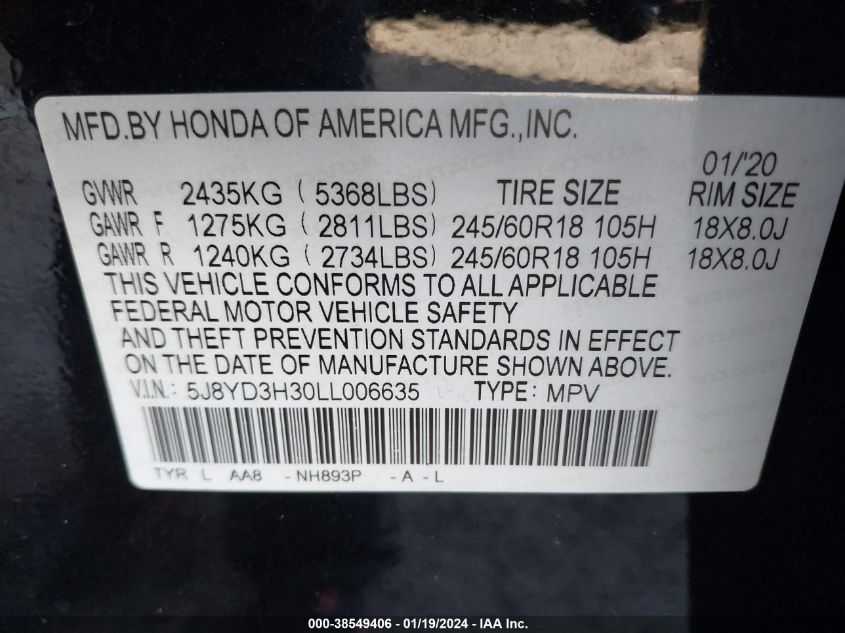 MFD.BY HONDA OF AMERICA MFG.,INC.
01/'20
GVWR 2435KG ( 5368LBS) TIRE SIZE RIM SIZE
GAWR F 1275KG ( 2811LBS) 245/60R18 105H 18X8.0J
GAWR R 1240KG ( 2734LBS) 245/60R18 105H 18X8.0J
THIS VEHICLE CONFORMS TO ALL APPLICABLE
FEDERAL MOTOR VEHICLE SAFETY
AND THEFT PREVENTION STANDARDS IN EFFECT
ON THE DATE OF MANUFACTURE SHOWN ABOVE.
V.I.N.: 5J8YD3H30LL006635 TYPE: MPV
TYR L AA8 - NH893P - A - L
000-38549406 - 01/19/2024 - IAA Inc.